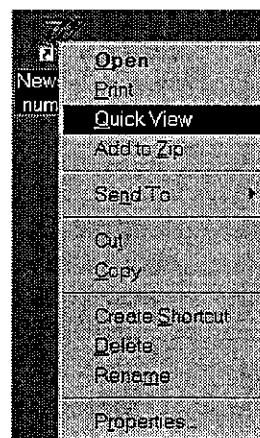 New
num
Open
Print
Quick View
Add to Zip
Send To
Cut
Copy
Create Shortcut
Delete
Rename
Properties...